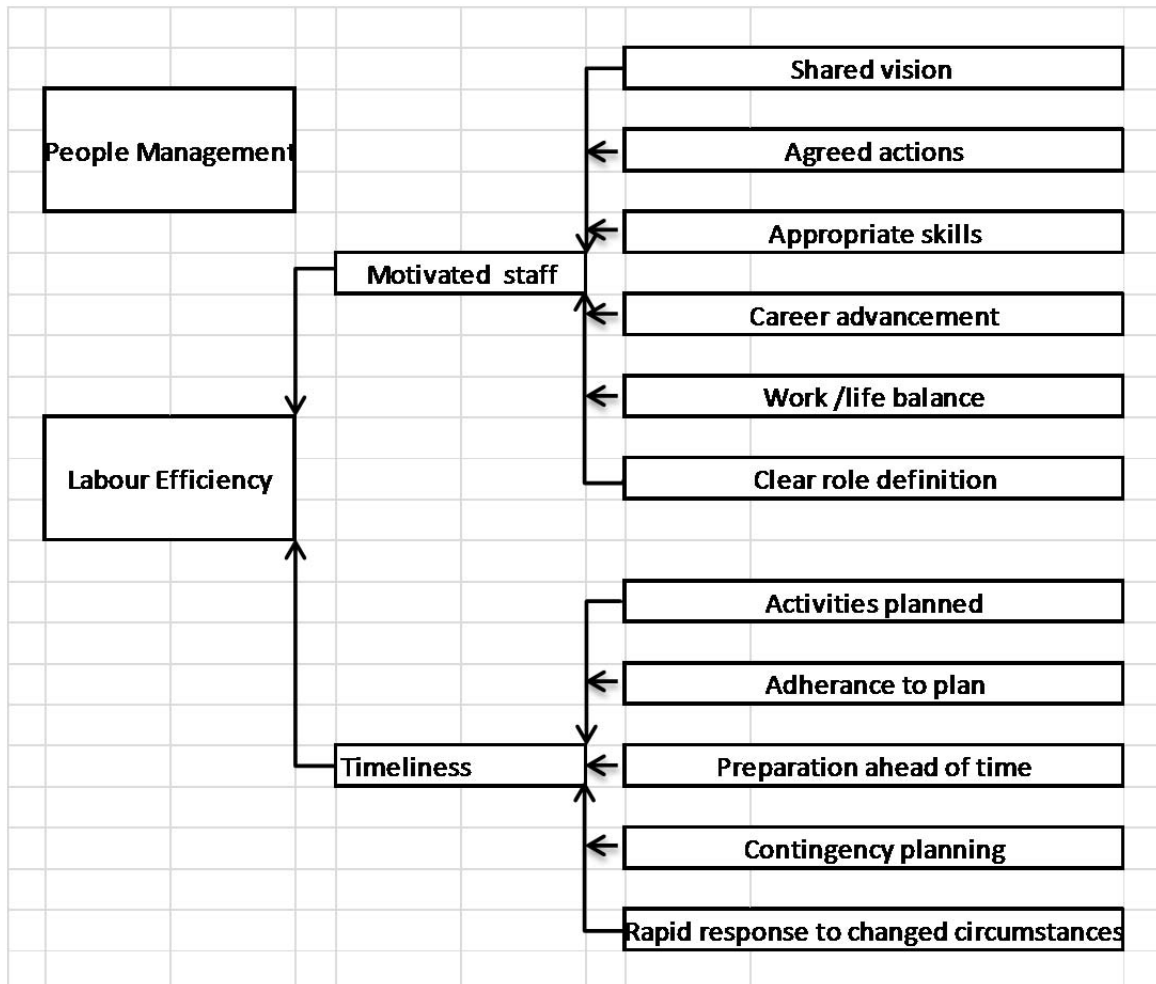 People Management
Labour Efficiency
Motivated staff
Timeliness
Shared vision
Agreed actions
Appropriate skills
Career advancement
Work /life balance
Clear role definition
Activities planned
Adherance to plan
Preparation ahead of time
Contingency planning
Rapid response to changed circumstances